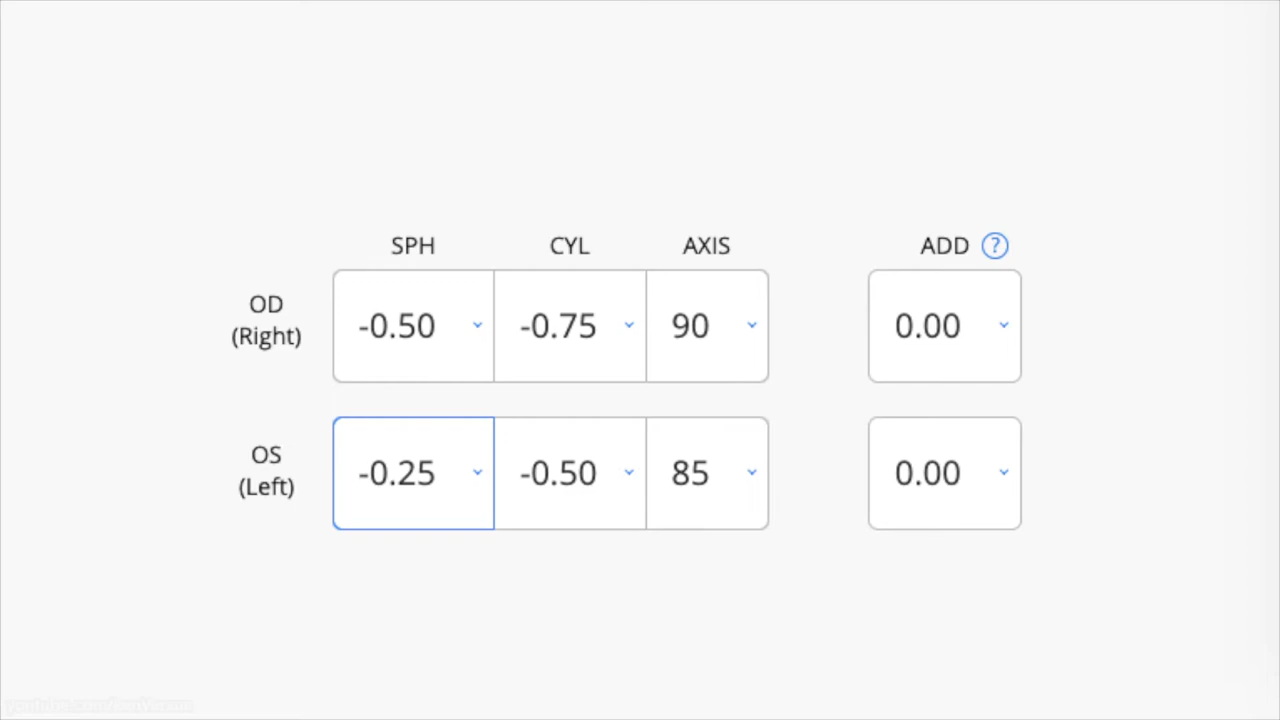 SPH CYL AXIS ADD ?
OD
(Right)
-0.50 -0.75 90 0.00
OS
(Left)
-0.25 -0.50 85 0.00